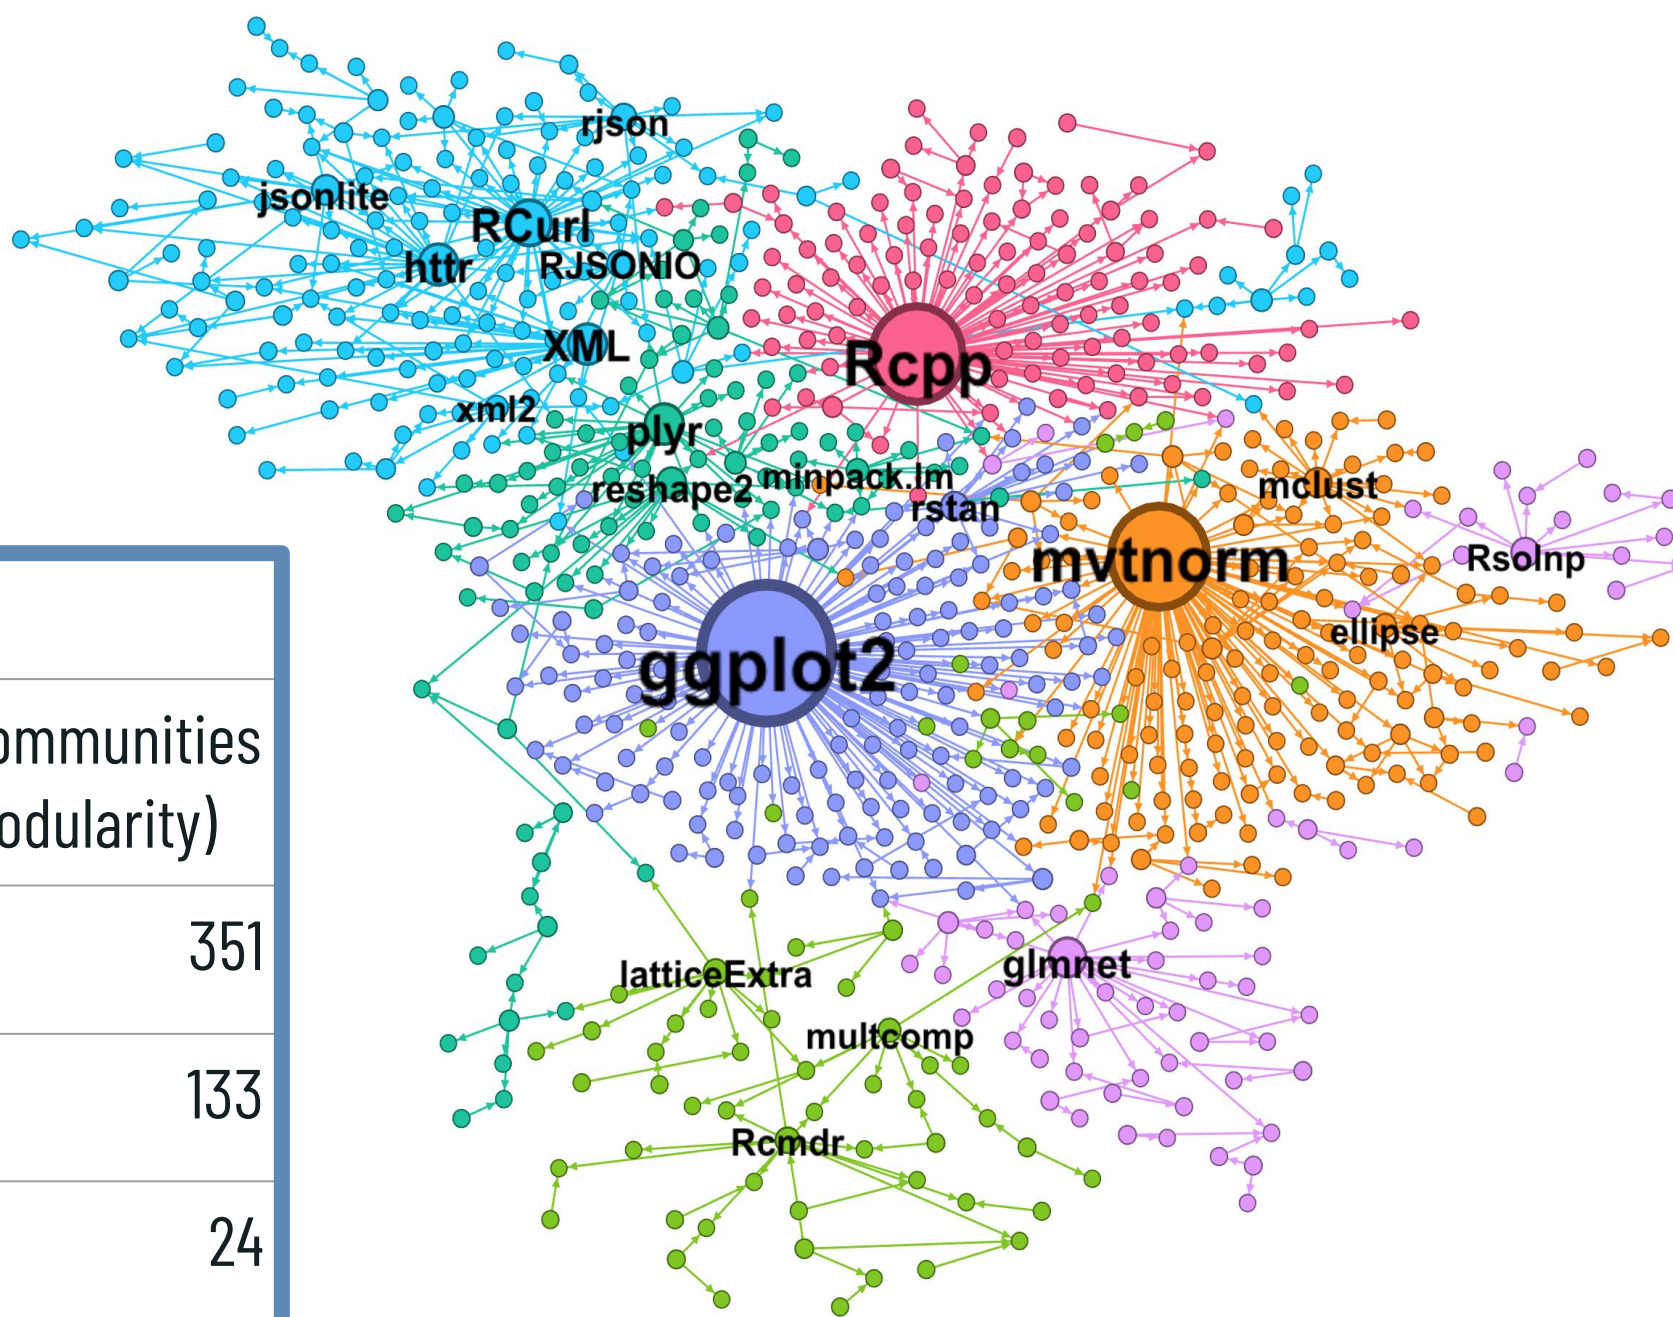 rjson
jsonlite
RCurl
httr
RJSONIO
XML
Rcpp
xml2
plyr
reshape2
minpack.lm
rstan
mclust
mvtnorm
Rsolnp
ellipse
ggplot2
ommunities
odularity)
351
133
24
latticeExtra
glmnet
multcomp
Rcmdr